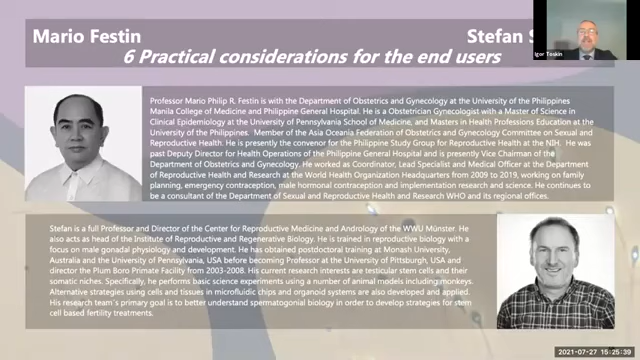 Mario Festin
Stefan S
6 Practical considerations for the end users
Igor Toskin
Professor Mario Philip R. Festin is with the Department of Obstetrics and Gynecology at the University of the Philippines
Manila College of Medicine and Philippine General Hospital. He is a Obstetrician Gynecologist with a Master of Science in
Clinical Epidemiology at the University of Pennsylvania School of Medicine, and Masters in Health Professions Education at the
University of the Philippines. Member of the Asia Oceania Federation of Obstetrics and Gynecology Committee on Sexual and
Reproductive Health. He is presently the convenor for the Philippine Study Group for Reproductive Health at the NIH. He was
past Deputy Director for Health Operations of the Philippine General Hospital and is presently Vice Chairman of the
Department of Obstetrics and Gynecology. He worked as Coordinator, Lead Specialist and Medical Officer at the Department
of Reproductive Health and Research at the World Health Organization Headquarters from 2009 to 2019, working on family
planning, emergency contraception, male hormonal contraception and implementation research and science. He continues to
be a consultant of the Department of Sexual and Reproductive Health and Research WHO and its regional offices.
Stefan is a full Professor and Director of the Center for Reproductive Medicine and Andrology of the WWU Münster. He
also acts as head of the Institute of Reproductive and Regenerative Biology. He is trained in reproductive biology with a
focus on male gonadal physiology and development. He has obtained postdoctoral training at Monash University,
Australia and the University of Pennsylvania, USA before becoming Professor at the University of Pittsburgh, USA and
director the Plum Boro Primate Facility from 2003-2008. His current research interests are testicular stem cells and their
somatic niches. Specifically, he performs basic science experiments using a number of animal models including monkeys.
Alternative strategies using cells and tissues in microfluidic chips and organoid systems are also developed and applied.
His research team´s primary goal is to better understand spermatogonial biology in order to develop strategies for stem
cell based fertility treatments.
2021-07-27 15:25:39